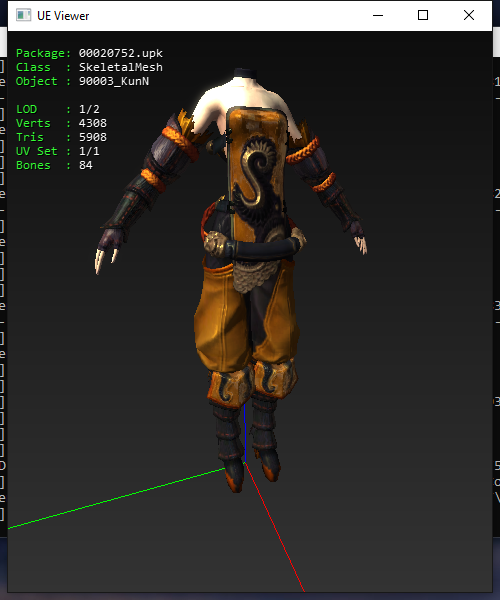 UE Viewer
Package: 00020752.upk
Class  : SkeletalMesh
Object : 90003_KunN
LOD    : 1/2
Verts  : 4308
Tris   : 5908
UV Set : 1/1
Bones  : 84